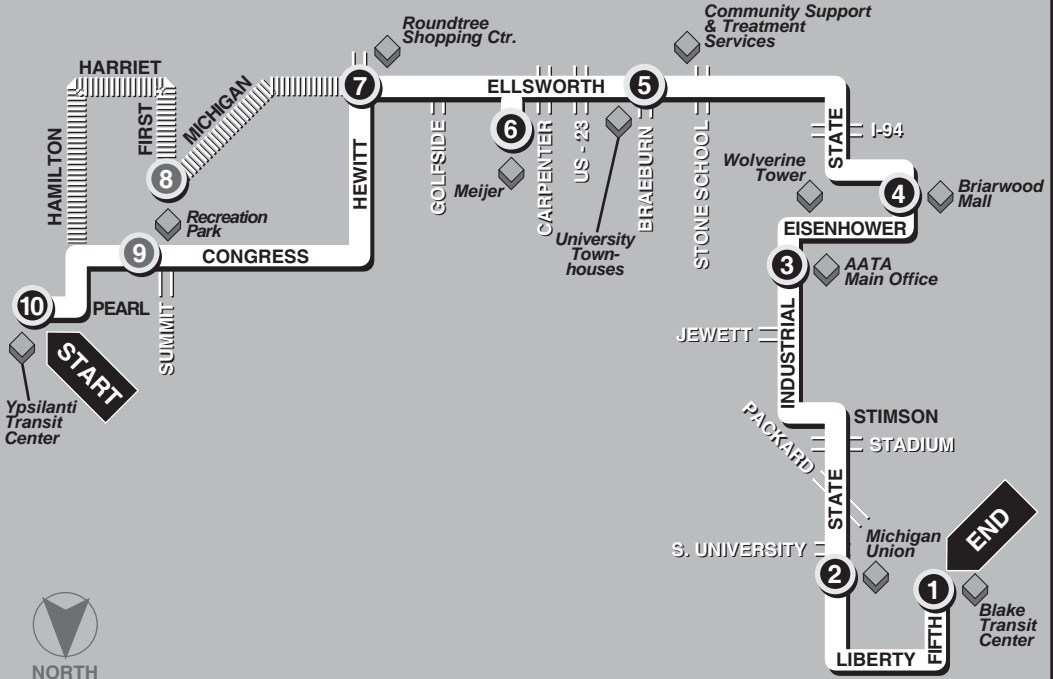 Roundtree
Shopping Ctr.
Community Support
& Treatment
Services
HARRIET
7
ELLSWORTH
5
FIRST
MICHIGAN
6
STATE
I-94
HAMILTON
HEWITT
GOLFSIDE
Meijer
CARPENTER
US - 23
BRAEBURN
STONE SCHOOL
Wolverine
Tower
8
4
Briarwood
Mall
Recreation
Park
University
Town-
houses
EISENHOWER
9
CONGRESS
3
AATA
Main Office
10
PEARL
SUMMIT
START
JEWETT
INDUSTRIAL
Ypsilanti
Transit
Center
STIMSON
PACKARD
STADIUM
STATE
END
S. UNIVERSITY
Michigan
Union
2
1
Blake
Transit
Center
FIFTH
LIBERTY
NORTH